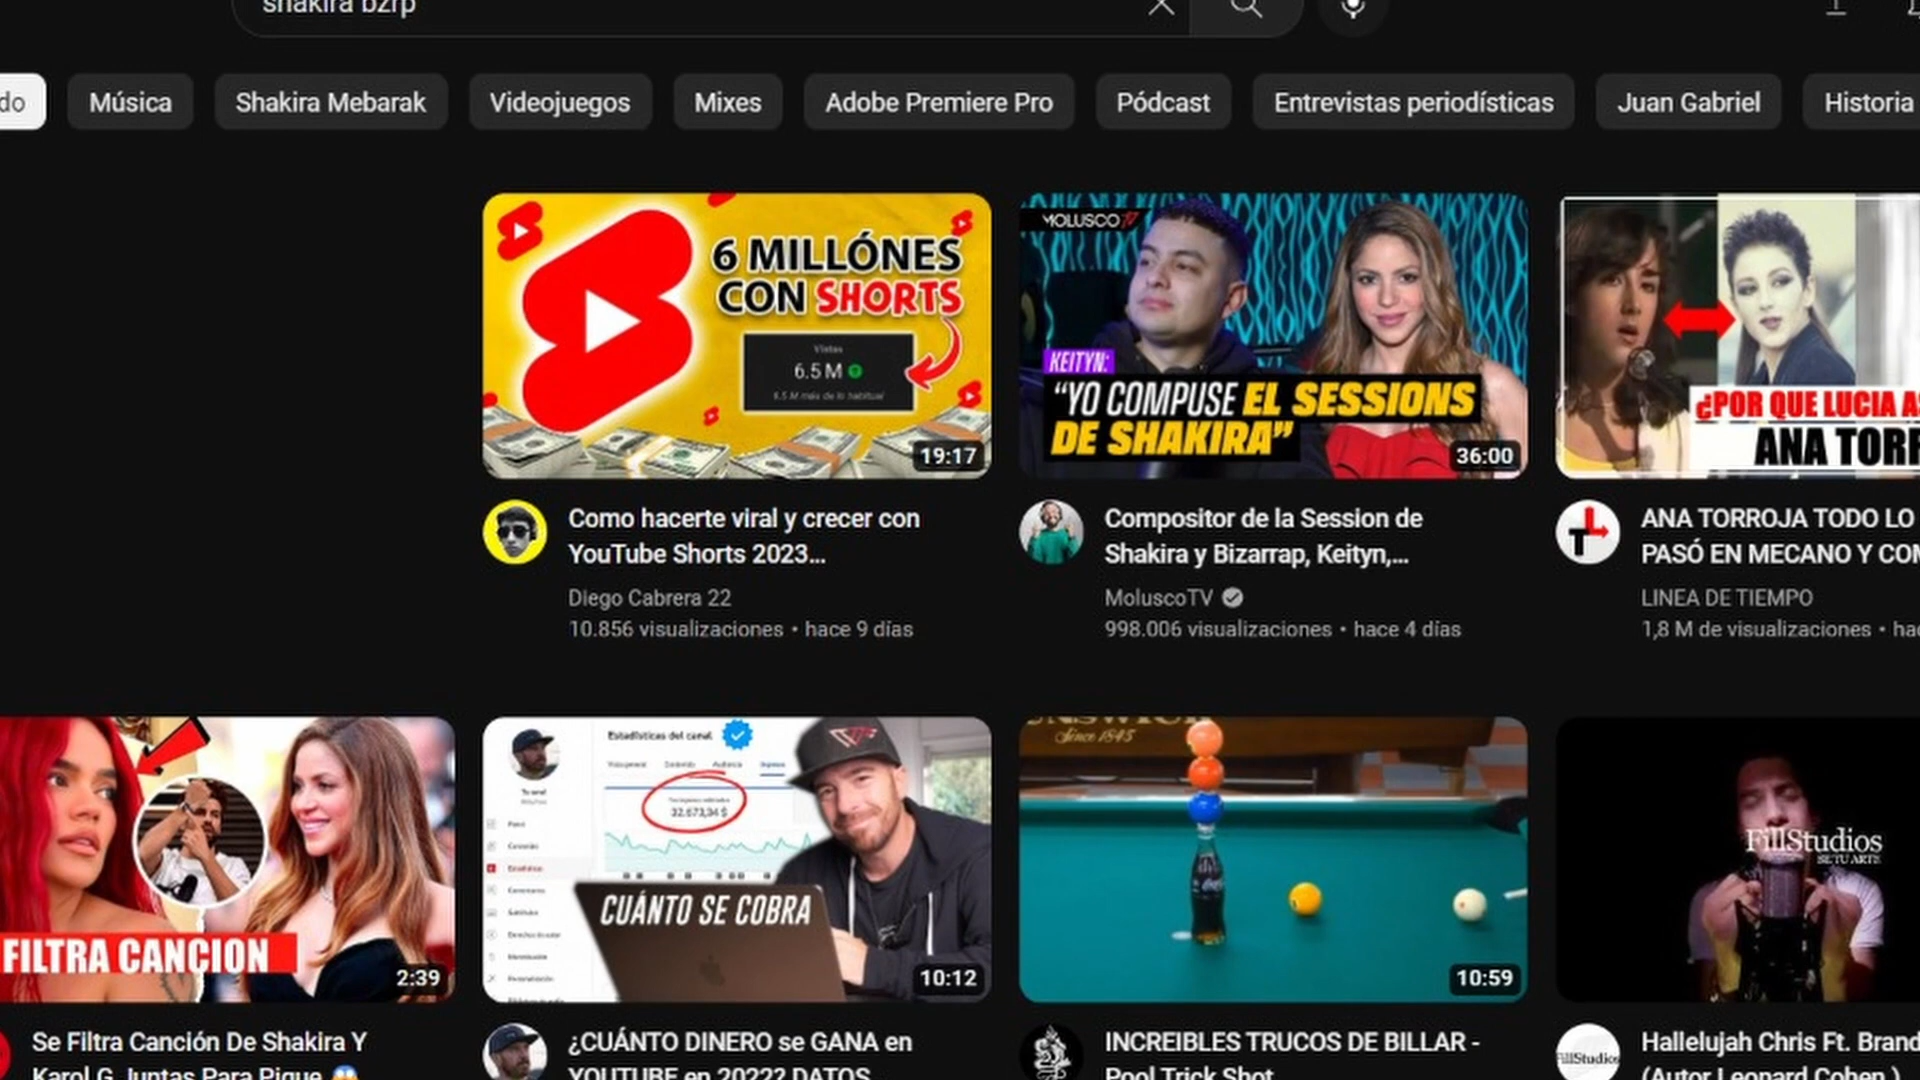 shakira bzrp
do
Música
Shakira Mebarak
Videojuegos
Mixes
Adobe Premiere Pro
Pódcast
Entrevistas periodísticas
Juan Gabriel
Historia
6 MILLÓNES
CON SHORTS
Vistas
6.5 M
6.5 M más de lo habitual
19:17
MOLUSCO TV
KEITYN:
“YO COMPUSE EL SESSIONS
DE SHAKIRA”
36:00
¿POR QUE LUCIA A
ANA TORR
Como hacerte viral y crecer con
YouTube Shorts 2023...
Diego Cabrera 22
10.856 visualizaciones • hace 9 días
Compositor de la Session de
Shakira y Bizarrap, Keityn,...
MoluscoTV
998.006 visualizaciones • hace 4 días
ANA TORROJA TODO LO
PASÓ EN MECANO Y COM
LINEA DE TIEMPO
1,8 M de visualizaciones • hac
FILTRA CANCION
2:39
Estadísticas del canal
32.673,34 $
CUÁNTO SE COBRA
10:12
Since 1845
10:59
FillStudios
SE TU ARTE
Se Filtra Canción De Shakira Y
Karol G Juntas Para Pique
¿CUÁNTO DINERO se GANA en
YOUTUBE en 2022? DATOS
INCREIBLES TRUCOS DE BILLAR -
Pool Trick Shot
FillStudios
Hallelujah Chris Ft. Brand
(Autor Leonard Cohen )